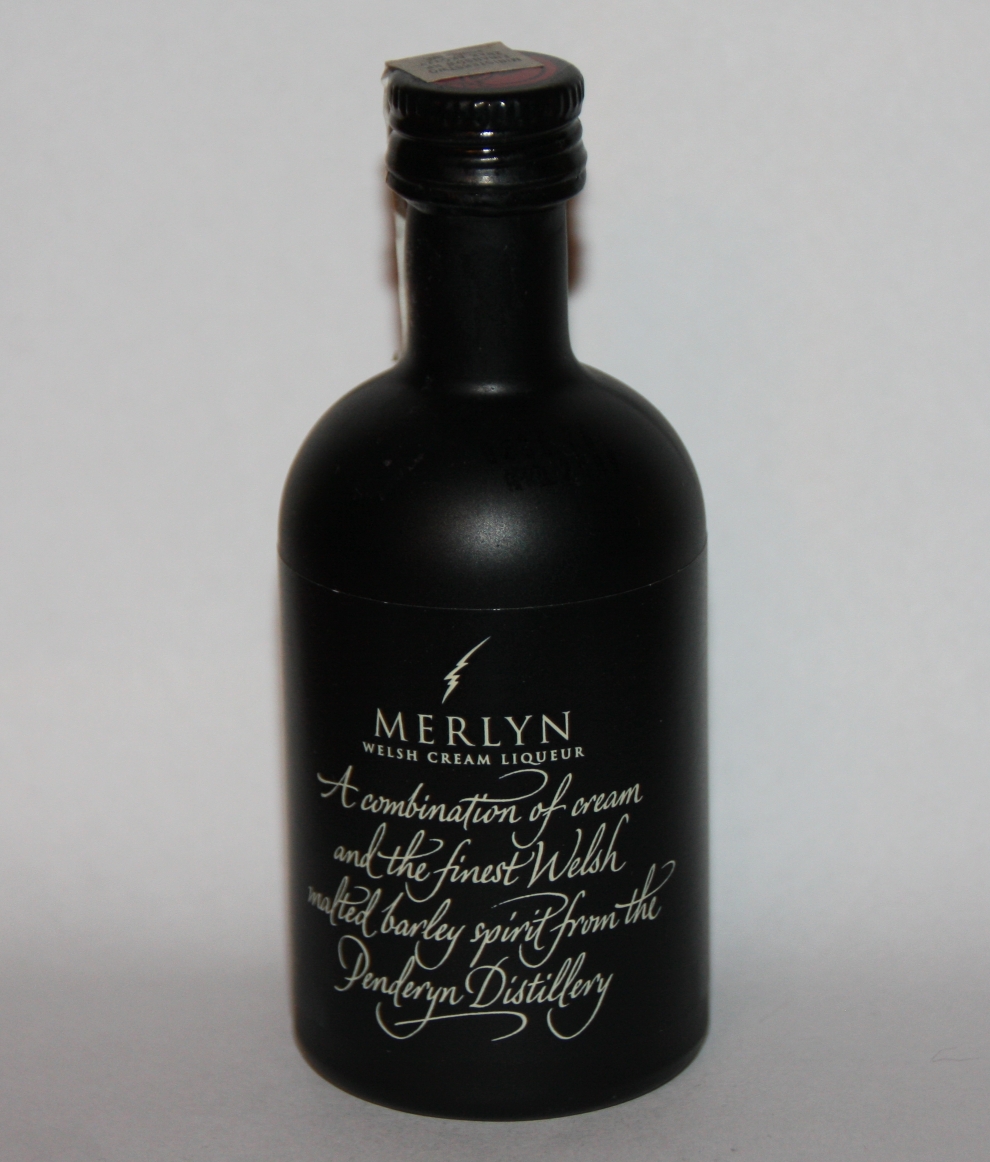 MERLYN
WELSH CREAM LIQUEUR
A combination of cream
and the finest Welsh
malted barley spirit from the
Penderyn Distillery